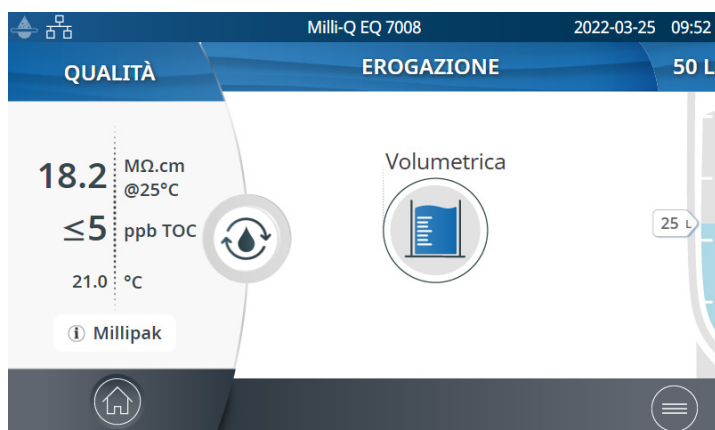 Milli-Q EQ 7008
2022-03-25 09:52
QUALITÀ
EROGAZIONE
50 L
18.2 MΩ.cm
@25°C
≤5 ppb TOC
21.0 °C
Millipak
Volumetrica
25 L